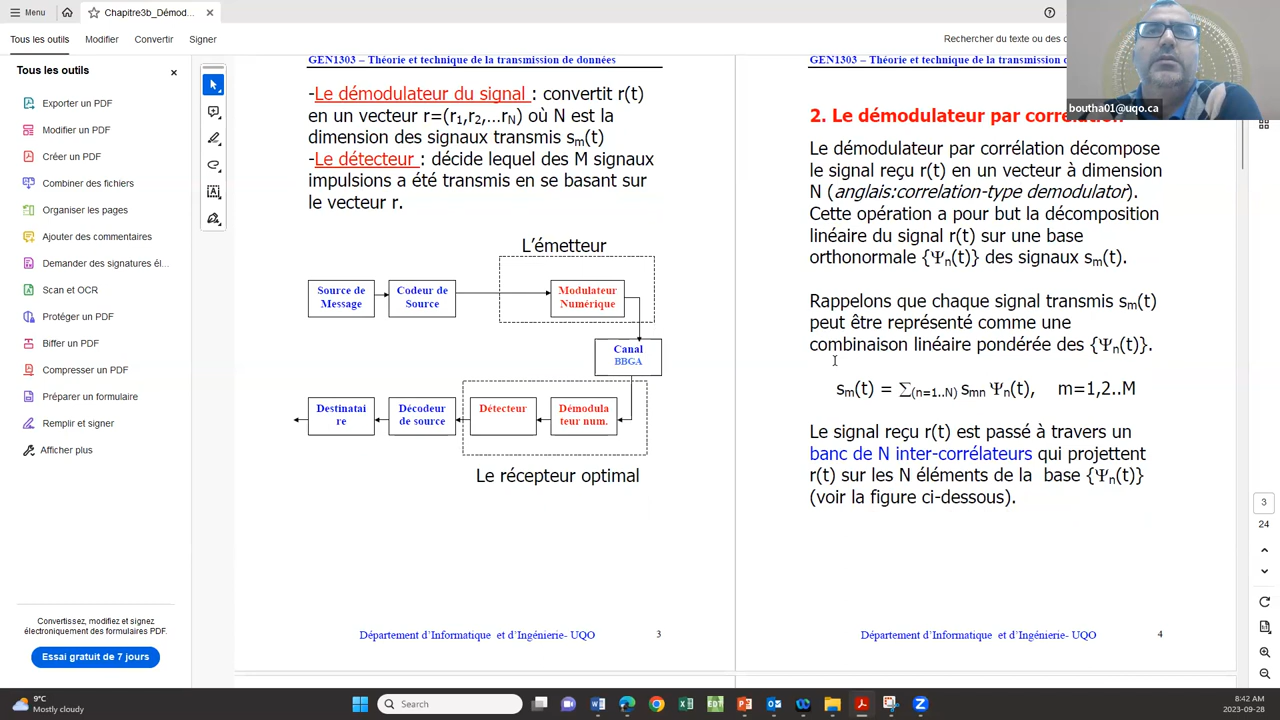 Menu
Chapitre3b_Démod...
Tous les outils
Modifier
Convertir
Signer
Rechercher du texte ou des
Tous les outils
Exporter un PDF
Modifier un PDF
Créer un PDF
Combiner des fichiers
Organiser les pages
Ajouter des commentaires
Demander des signatures él...
Scan et OCR
Protéger un PDF
Biffer un PDF
Compresser un PDF
Préparer un formulaire
Remplir et signer
Afficher plus
Convertissez, modifiez et signez
électroniquement des formulaires PDF.
Essai gratuit de 7 jours
GEN1303 – Théorie et technique de la transmission de données
-Le démodulateur du signal : convertit r(t)
en un vecteur r=(r1,r2,...rN) où N est la
dimension des signaux transmis sm(t)
-Le détecteur : décide lequel des M signaux
impulsions a été transmis en se basant sur
le vecteur r.
L'émetteur
Source de
Message
Codeur de
Source
Modulateur
Numérique
Canal
BBGA
Destinatai
re
Décodeur
de source
Détecteur
Démodula
teur num.
Le récepteur optimal
Département d'Informatique et d'Ingénierie- UQO
3
GEN1303 – Théorie et technique de la transmission de
2. Le démodulateur par corrélation
Le démodulateur par corrélation décompose
le signal reçu r(t) en un vecteur à dimension
N (anglais:correlation-type demodulator).
Cette opération a pour but la décomposition
linéaire du signal r(t) sur une base
orthonormale {Ψn(t)} des signaux sm(t).
Rappelons que chaque signal transmis sm(t)
peut être représenté comme une
combinaison linéaire pondérée des {Ψn(t)}.
sm(t) = ∑(n=1..N) smn Ψn(t), m=1,2..M
Le signal reçu r(t) est passé à travers un
banc de N inter-corrélateurs qui projettent
r(t) sur les N éléments de la base {Ψn(t)}
(voir la figure ci-dessous).
Département d'Informatique et d'Ingénierie- UQO
4
boutha01@uqo.ca
3
24
9°C
Mostly cloudy
Search
8:42 AM
2023-09-28